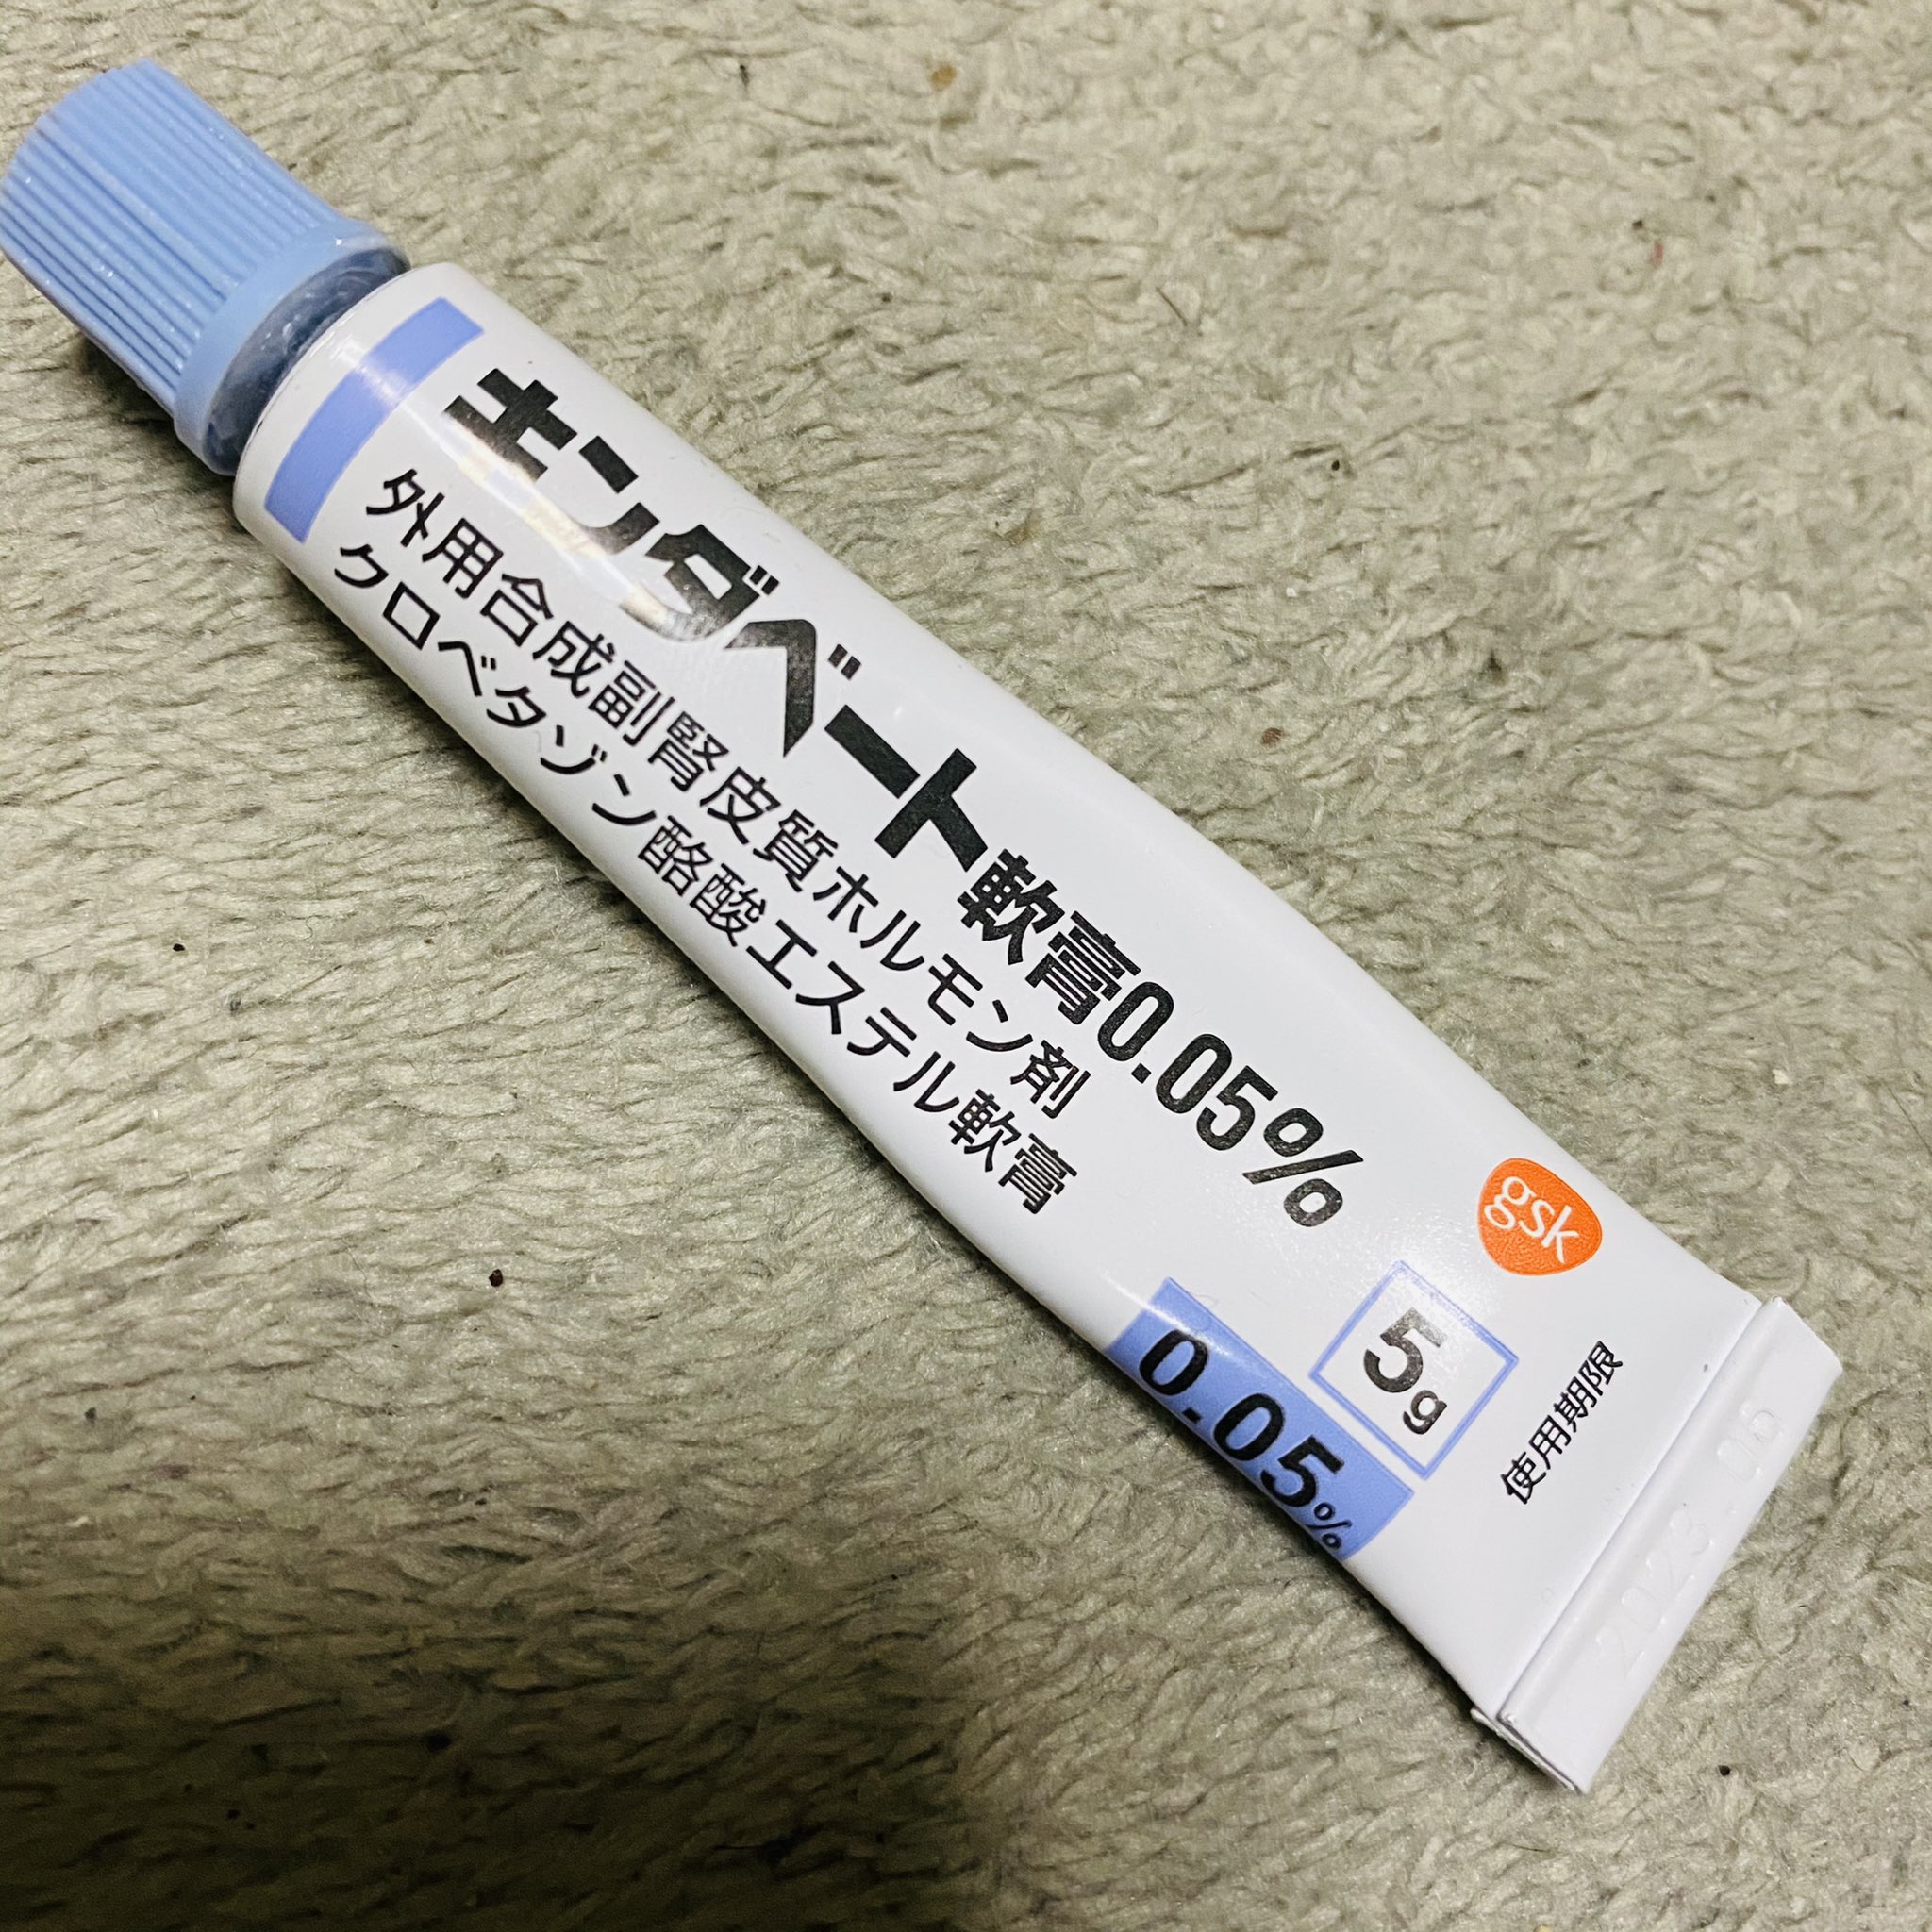 キンダベート軟膏0.05%
外用合成副腎皮質ホルモン剤
クロベタゾン酪酸エステル軟膏
gsk
5g
0.05%
使用期限
2023.06